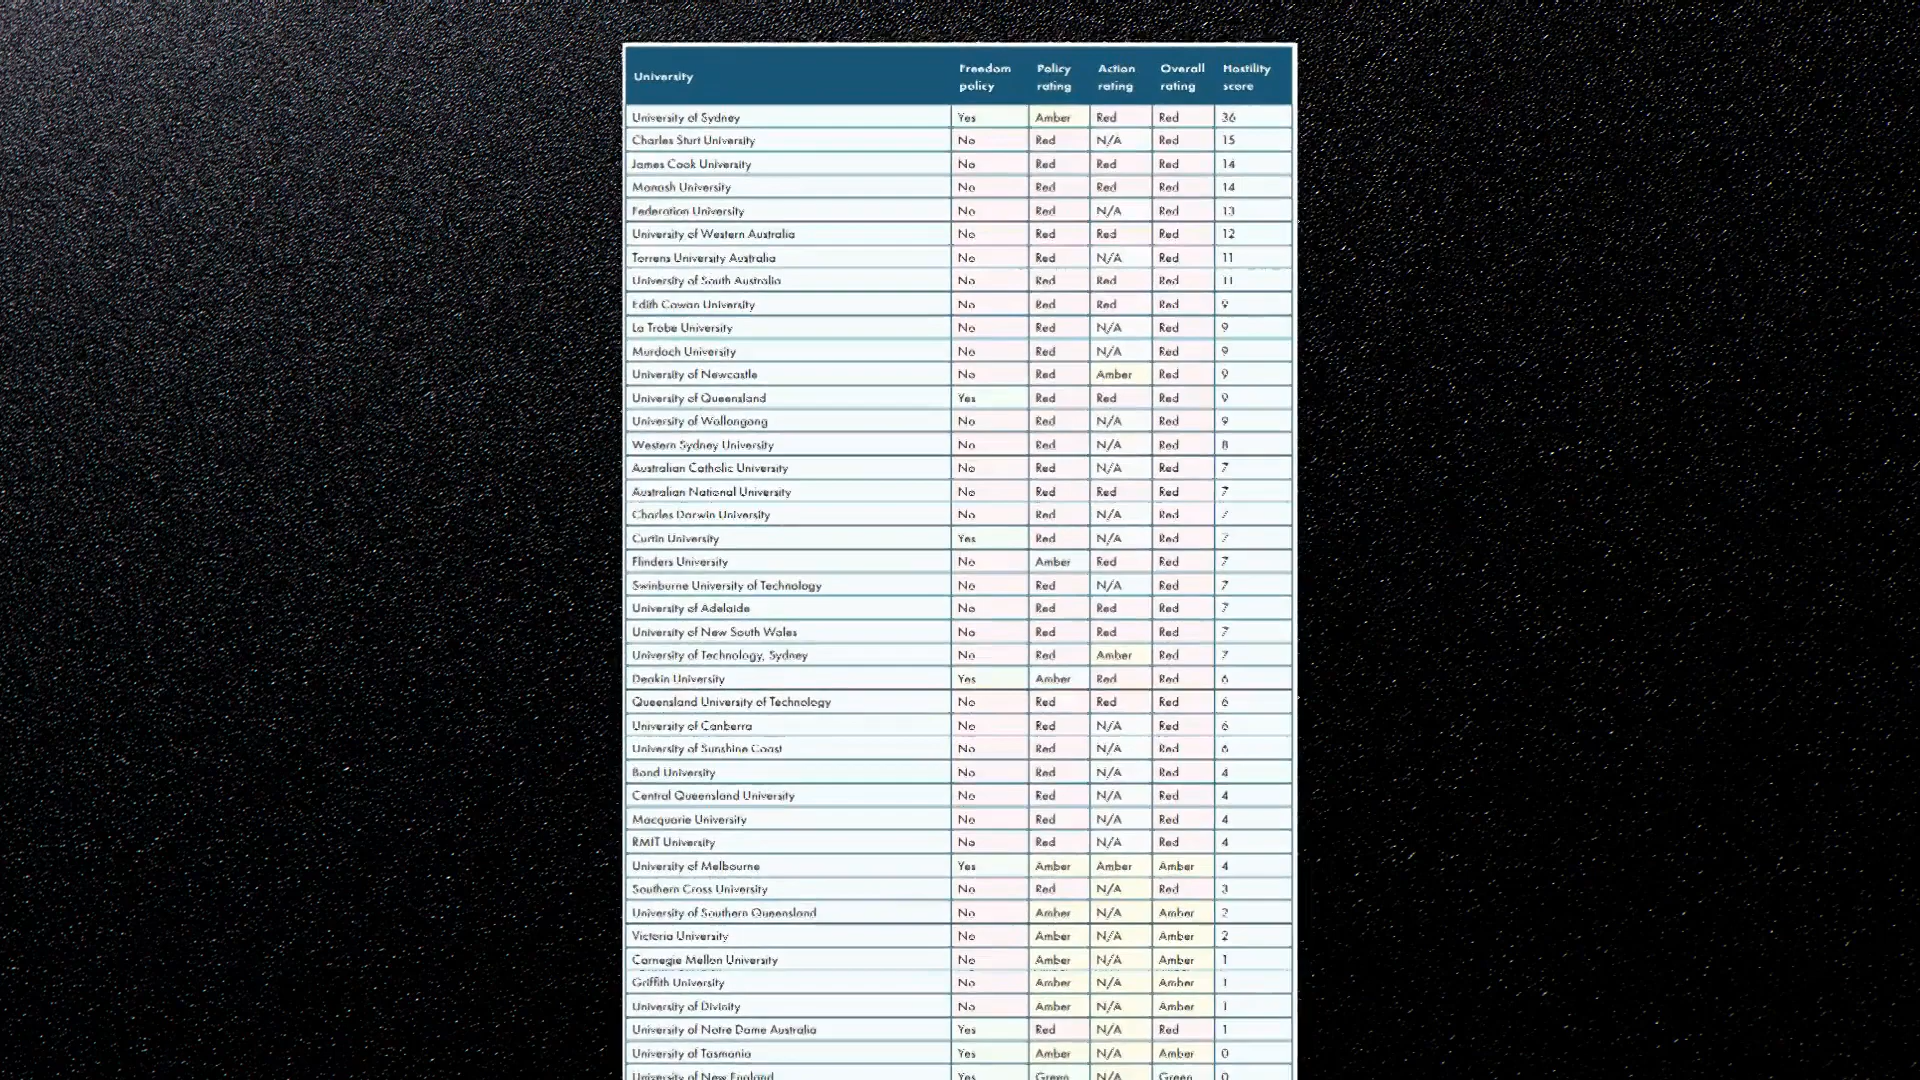 University Freedom policy Policy rating Action rating Overall rating Hostility score
University of Sydney Yes Amber Red Red 36
Charles Sturt University No Red N/A Red 15
James Cook University No Red Red Red 14
Monash University No Red Red Red 14
Federation University No Red N/A Red 13
University of Western Australia No Red Red Red 12
Torrens University Australia No Red N/A Red 11
University of South Australia No Red Red Red 11
Edith Cowan University No Red Red Red 9
La Trobe University No Red N/A Red 9
Murdoch University No Red N/A Red 9
University of Newcastle No Red Amber Red 9
University of Queensland Yes Red Red Red 9
University of Wollongong No Red N/A Red 9
Western Sydney University No Red N/A Red 8
Australian Catholic University No Red N/A Red 7
Australian National University No Red Red Red 7
Charles Darwin University No Red N/A Red 7
Curtin University Yes Red N/A Red 7
Flinders University No Amber Red Red 7
Swinburne University of Technology No Red N/A Red 7
University of Adelaide No Red Red Red 7
University of New South Wales No Red Red Red 7
University of Technology, Sydney No Red Amber Red 7
Deakin University Yes Amber Red Red 6
Queensland University of Technology No Red Red Red 6
University of Canberra No Red N/A Red 6
University of Sunshine Coast No Red N/A Red 6
Bond University No Red N/A Red 4
Central Queensland University No Red N/A Red 4
Macquarie University No Red N/A Red 4
RMIT University No Red N/A Red 4
University of Melbourne Yes Amber Amber Amber 4
Southern Cross University No Red N/A Red 3
University of Southern Queensland No Amber N/A Amber 2
Victoria University No Amber N/A Amber 2
Carnegie Mellon University No Amber N/A Amber 1
Griffith University No Amber N/A Amber 1
University of Divinity No Amber N/A Amber 1
University of Notre Dame Australia Yes Red N/A Red 1
University of Tasmania Yes Amber N/A Amber 0
University of New England Yes Green N/A Green 0